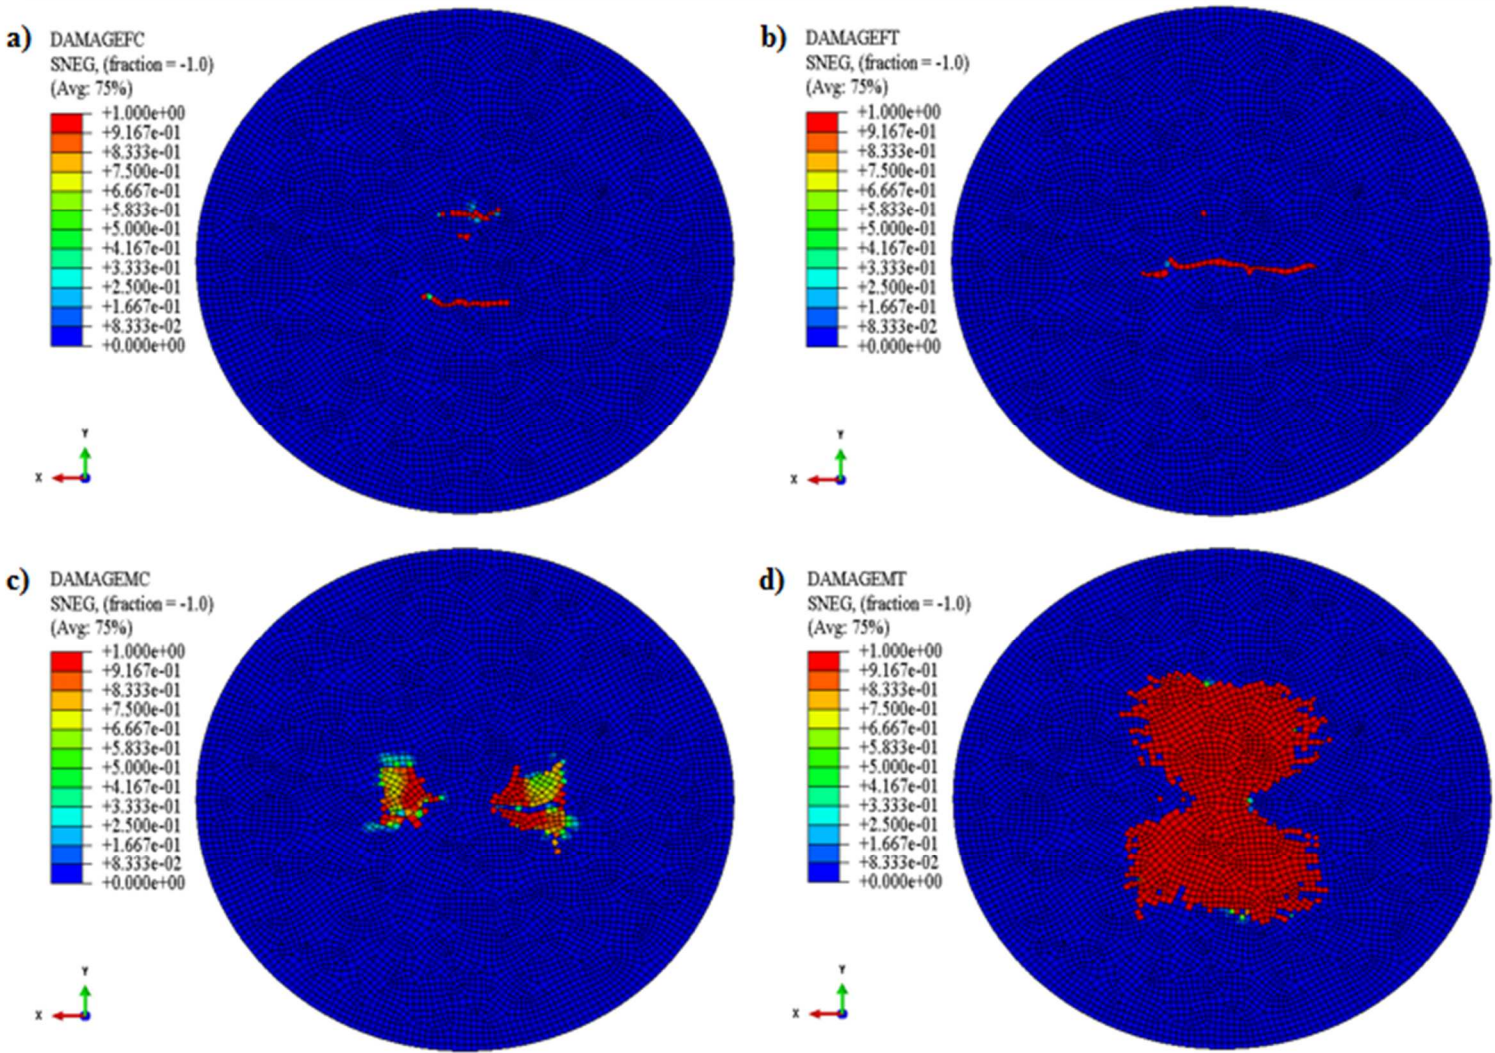 a)
DAMAGEFC
SNEG, (fraction = -1.0)
(Avg: 75%)
+1.000e+00
+9.167e-01
+8.333e-01
+7.500e-01
+6.667e-01
+5.833e-01
+5.000e-01
+4.167e-01
+3.333e-01
+2.500e-01
+1.667e-01
+8.333e-02
+0.000e+00
Y
X
b)
DAMAGEFT
SNEG, (fraction = -1.0)
(Avg: 75%)
+1.000e+00
+9.167e-01
+8.333e-01
+7.500e-01
+6.667e-01
+5.833e-01
+5.000e-01
+4.167e-01
+3.333e-01
+2.500e-01
+1.667e-01
+8.333e-02
+0.000e+00
Y
X
c)
DAMAGEMC
SNEG, (fraction = -1.0)
(Avg: 75%)
+1.000e+00
+9.167e-01
+8.333e-01
+7.500e-01
+6.667e-01
+5.833e-01
+5.000e-01
+4.167e-01
+3.333e-01
+2.500e-01
+1.667e-01
+8.333e-02
+0.000e+00
Y
X
d)
DAMAGEMT
SNEG, (fraction = -1.0)
(Avg: 75%)
+1.000e+00
+9.167e-01
+8.333e-01
+7.500e-01
+6.667e-01
+5.833e-01
+5.000e-01
+4.167e-01
+3.333e-01
+2.500e-01
+1.667e-01
+8.333e-02
+0.000e+00
Y
X